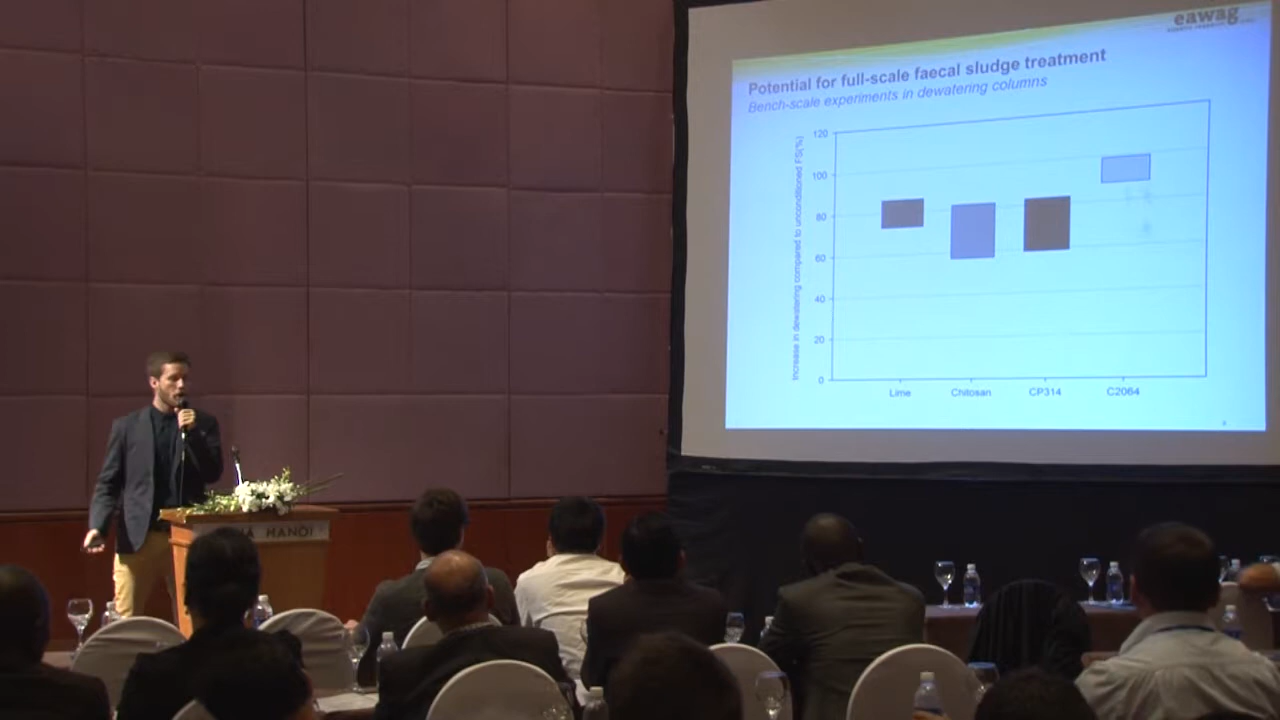 eawag
Potential for full-scale faecal sludge treatment
Bench-scale experiments in dewatering columns
Increase in dewatering compared to unconditioned FS(%)
120
100
80
60
40
20
0
Lime
Chitosan
CP314
C2064
HANOI